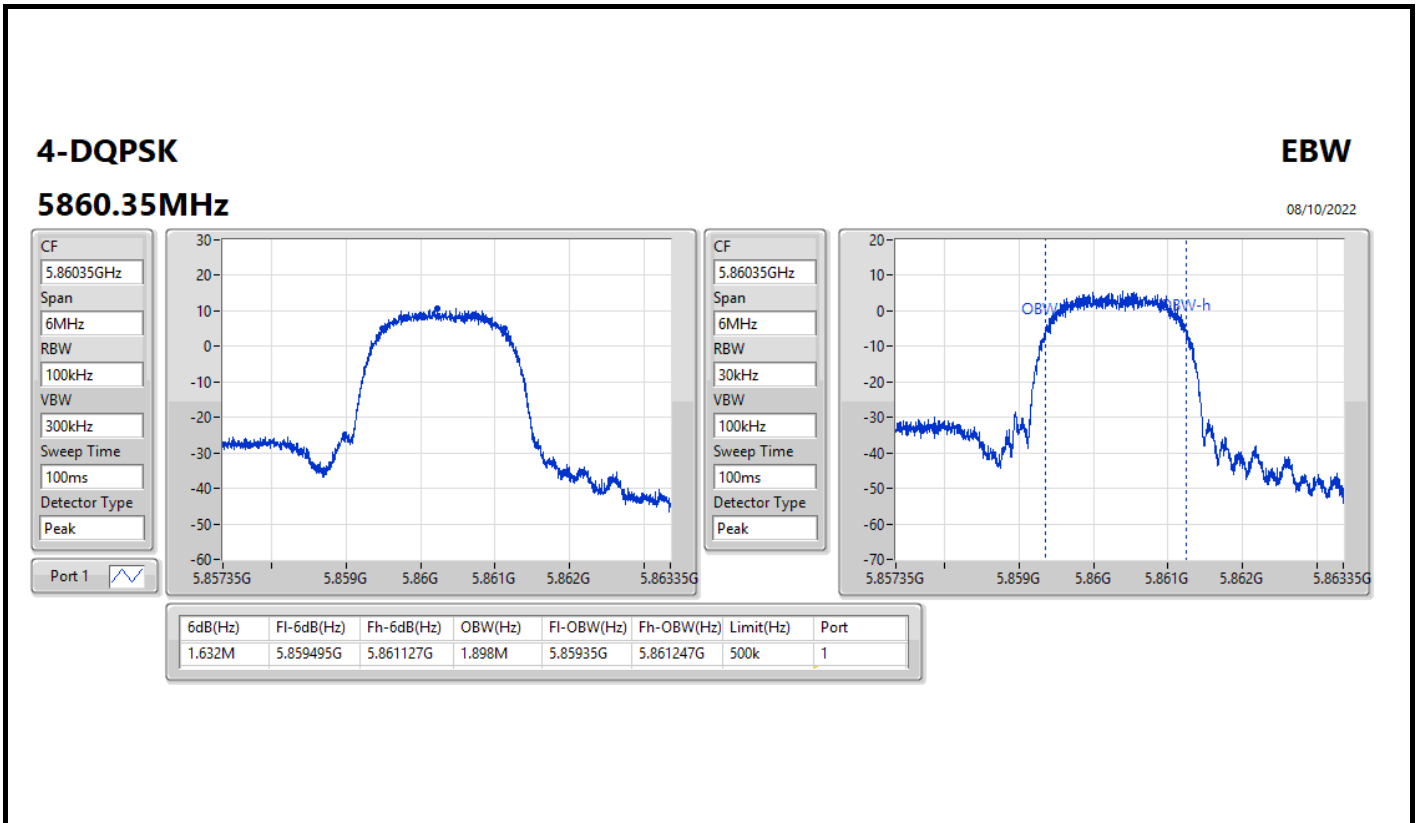 4-DQPSK
EBW
5860.35MHz
08/10/2022
CF
5.86035GHz
Span
6MHz
RBW
100kHz
VBW
300kHz
Sweep Time
100ms
Detector Type
Peak
Port 1
30
20
10
0
-10
-20
-30
-40
-50
-60
5.85735G 5.859G 5.86G 5.861G 5.862G 5.86335G
CF
5.86035GHz
Span
6MHz
RBW
30kHz
VBW
100kHz
Sweep Time
100ms
Detector Type
Peak
20
10
0
-10
-20
-30
-40
-50
-60
-70
5.85735G 5.859G 5.86G 5.861G 5.862G 5.86335G
6dB(Hz) Fl-6dB(Hz) Fh-6dB(Hz) OBW(Hz) Fl-OBW(Hz) Fh-OBW(Hz) Limit(Hz) Port
1.632M 5.859495G 5.861127G 1.898M 5.85935G 5.861247G 500k 1